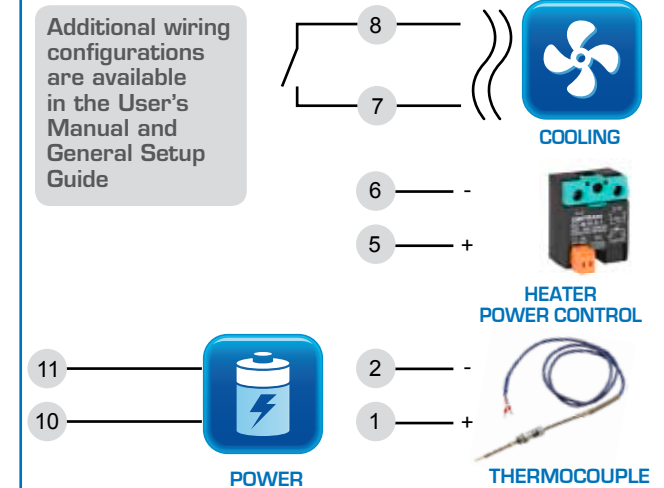 Additional wiring
configurations
are available
in the User's
Manual and
General Setup
Guide
8
7
COOLING
6 -
5 +
HEATER
POWER CONTROL
11
10
POWER
2 -
1 +
THERMOCOUPLE